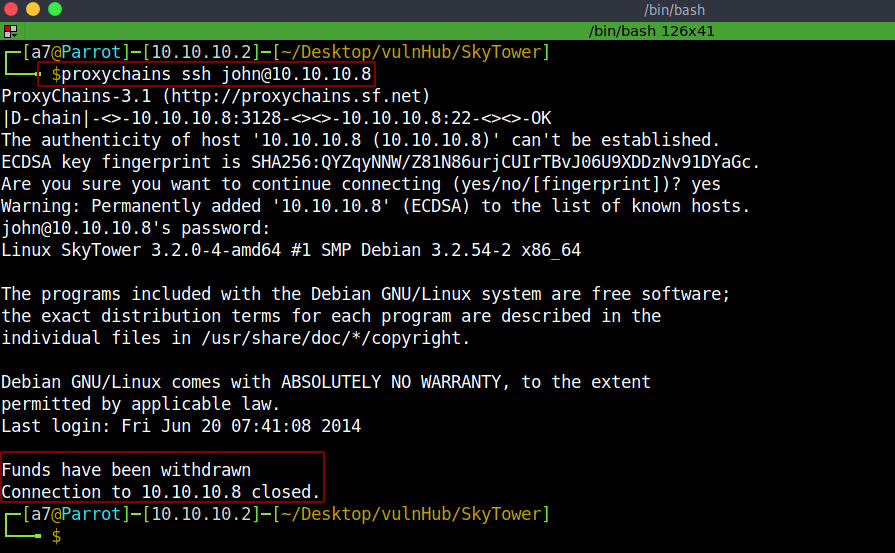 /bin/bash
/bin/bash 126x41
┌─[a7@Parrot]─[10.10.10.2]─[~/Desktop/vulnHub/SkyTower]
└──╼ $proxychains ssh john@10.10.10.8
ProxyChains-3.1 (http://proxychains.sf.net)
|D-chain|-<>-10.10.10.8:3128-<><>-10.10.10.8:22-<><>-OK
The authenticity of host '10.10.10.8 (10.10.10.8)' can't be established.
ECDSA key fingerprint is SHA256:QYZqyNNW/Z81N86urjCUIrTBvJ06U9XDDzNv91DYaGc.
Are you sure you want to continue connecting (yes/no/[fingerprint])? yes
Warning: Permanently added '10.10.10.8' (ECDSA) to the list of known hosts.
john@10.10.10.8's password:
Linux SkyTower 3.2.0-4-amd64 #1 SMP Debian 3.2.54-2 x86_64
The programs included with the Debian GNU/Linux system are free software;
the exact distribution terms for each program are described in the
individual files in /usr/share/doc/*/copyright.
Debian GNU/Linux comes with ABSOLUTELY NO WARRANTY, to the extent
permitted by applicable law.
Last login: Fri Jun 20 07:41:08 2014
Funds have been withdrawn
Connection to 10.10.10.8 closed.
┌─[a7@Parrot]─[10.10.10.2]─[~/Desktop/vulnHub/SkyTower]
└──╼ $